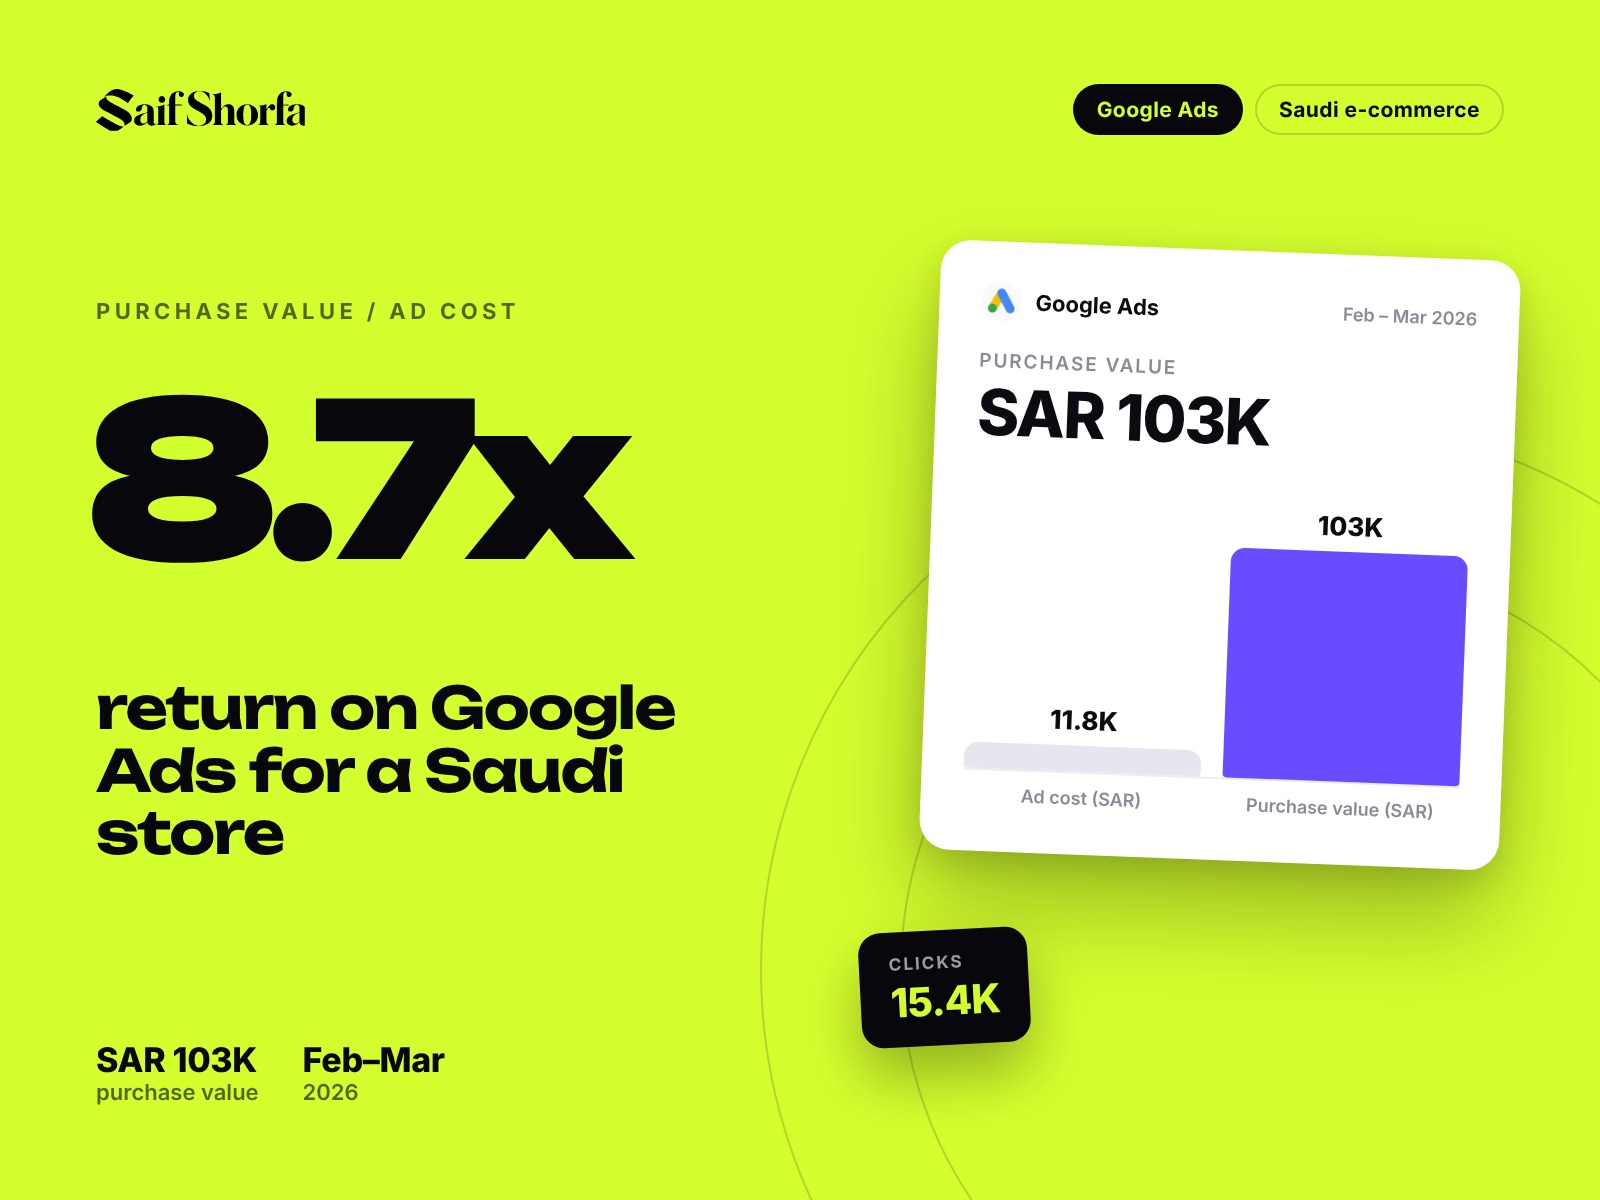 Saif Shorfa
Google Ads
Saudi e-commerce
PURCHASE VALUE / AD COST
8.7x
return on Google
Ads for a Saudi
store
SAR 103K
purchase value
Feb–Mar
2026
Google Ads
Feb – Mar 2026
PURCHASE VALUE
SAR 103K
103K
11.8K
Ad cost (SAR)
Purchase value (SAR)
CLICKS
15.4K